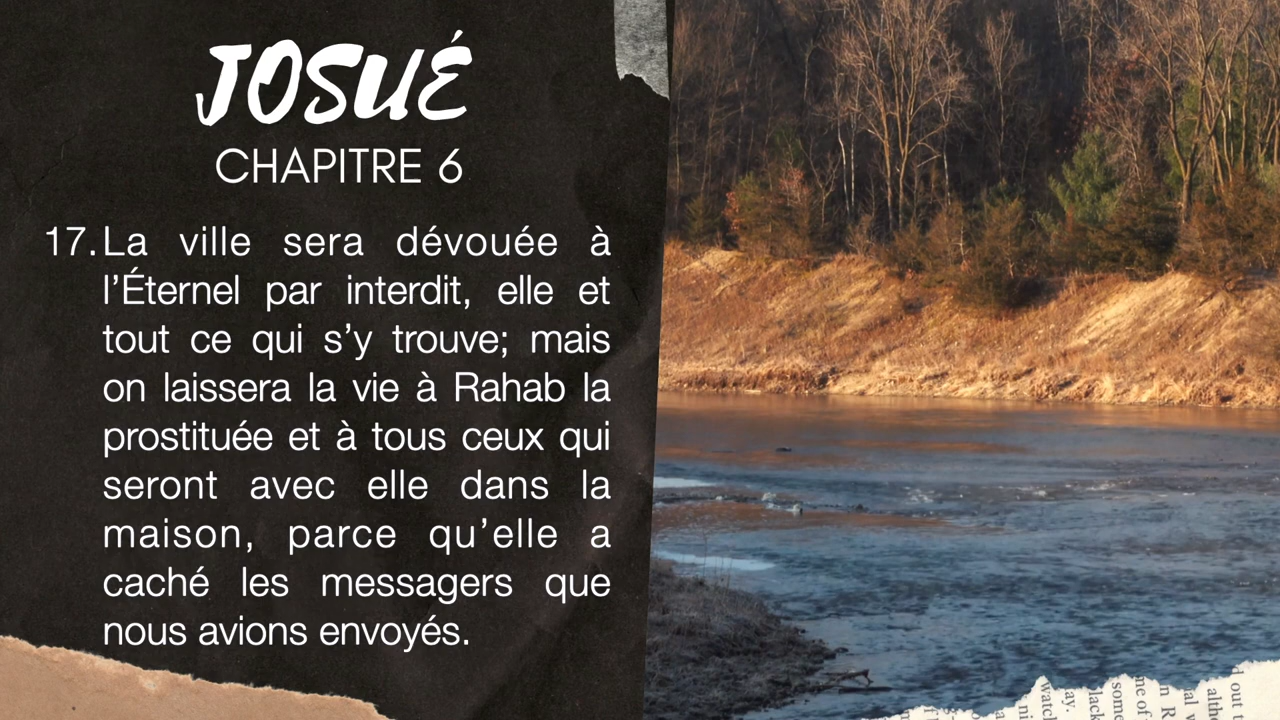 JOSUÉ
CHAPITRE 6
17. La ville sera dévouée à
l’Éternel par interdit, elle et
tout ce qui s’y trouve; mais
on laissera la vie à Rahab la
prostituée et à tous ceux qui
seront avec elle dans la
maison, parce qu’elle a
caché les messagers que
nous avions envoyés.